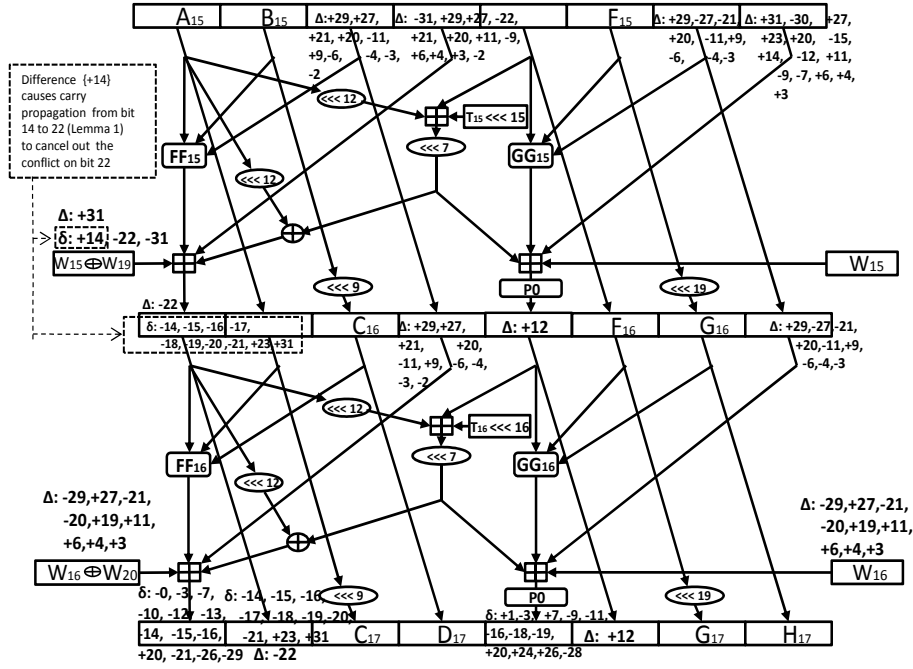 A15 B15 Δ: +29,+27, Δ: -31, +29,+27, -22, F15 Δ: +29,-27,-21, Δ: +31, -30, +27,
+21, +20, -11, +21, +20, +11, -9, +20,-11,+9, +23,+20, -15,
+9,-6, -4, -3, +6,+4, +3, -2 -6, -4,-3 +14, -12, +11,
-2 -9, -7, +6, +4,
+3
Difference {+14}
causes carry
propagation from bit
14 to 22 (Lemma 1)
to cancel out the
conflict on bit 22
<<< 12
T15 <<< 15
FF15 <<< 7 GG15
<<< 12
Δ: +31
δ: +14, -22, -31
W15 ⊕ W19 W15
<<< 9 P0 <<< 19
Δ: -22
δ: -14, -15, -16, -17, C16 Δ: +29,+27, Δ: +12 F16 G16 Δ: +29,-27,-21,
-18, -19,-20, -21, +23, +31 +21, +20, +20,-11,+9,
-11, +9, -6, -4, -6,-4,-3
-3, -2
<<< 12
T16 <<< 16
FF16 <<< 7 GG16
<<< 12
Δ: -29,+27,-21, Δ: -29,+27,-21,
-20,+19,+11, -20,+19,+11,
+6,+4,+3 +6,+4,+3
W16 ⊕ W20 W16
δ: -0, -3, -7, δ: -14, -15, -16, <<< 9 P0 <<< 19
-10, -12, -13, -17, -18, -19, -20, δ: +1,-3, +7, -9, -11,
-14, -15,-16, -21, +23, +31 C17 D17 -16,-18,-19, Δ: +12 G17 H17
+20, -21,-26,-29 Δ: -22 +20,+24,+26,-28